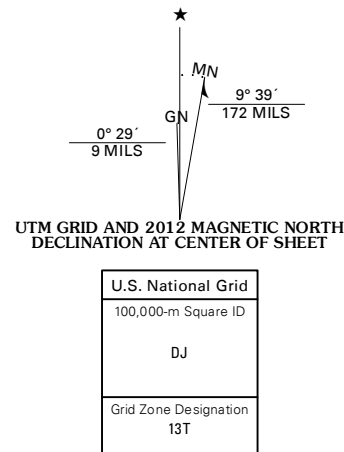 MN
GN
9° 39´
172 MILS
0° 29´
9 MILS
UTM GRID AND 2012 MAGNETIC NORTH
DECLINATION AT CENTER OF SHEET
U.S. National Grid
100,000-m Square ID
DJ
Grid Zone Designation
13T